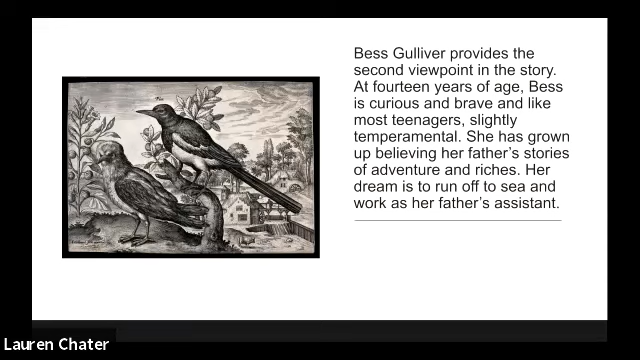 Bess Gulliver provides the
second viewpoint in the story.
At fourteen years of age, Bess
is curious and brave and like
most teenagers, slightly
temperamental. She has grown
up believing her father's stories
of adventure and riches. Her
dream is to run off to sea and
work as her father's assistant.
Lauren Chater